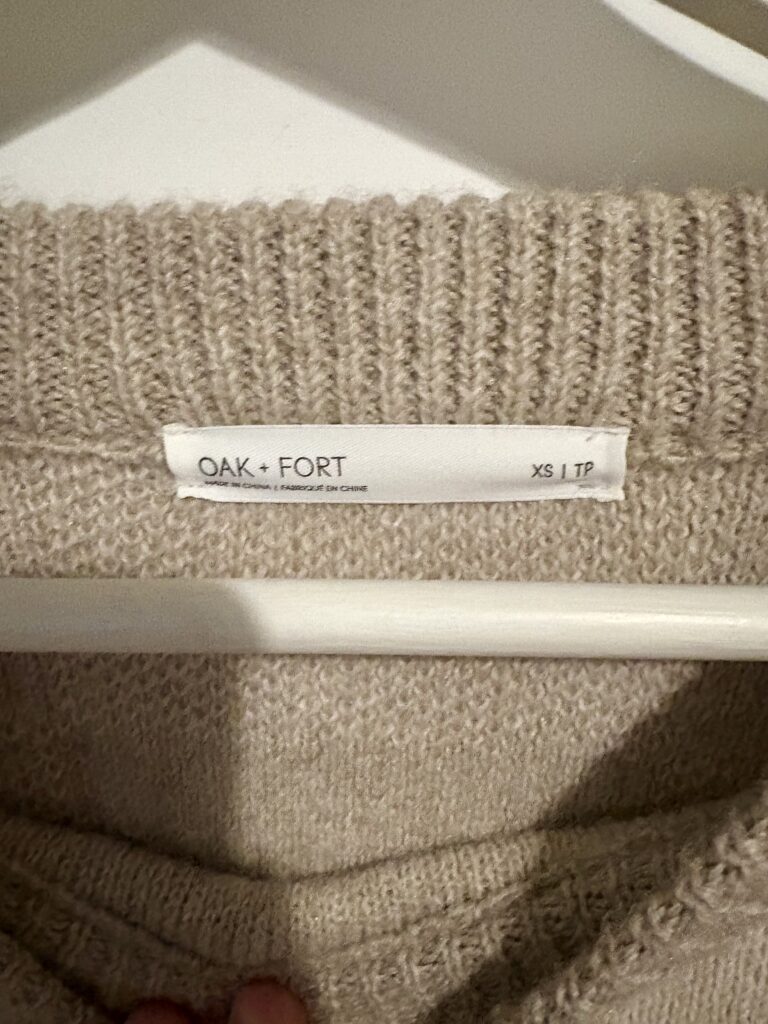 OAK + FORT
XS | TP
MADE IN CHINA / FABRIQUÉ EN CHINE